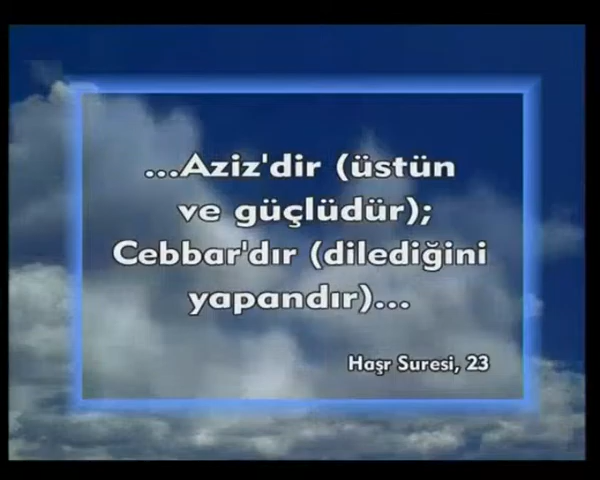 ...Aziz'dir (üstün
ve güçlüdür);
Cebbar'dır (dilediğini
yapandır)...
Haşr Suresi, 23